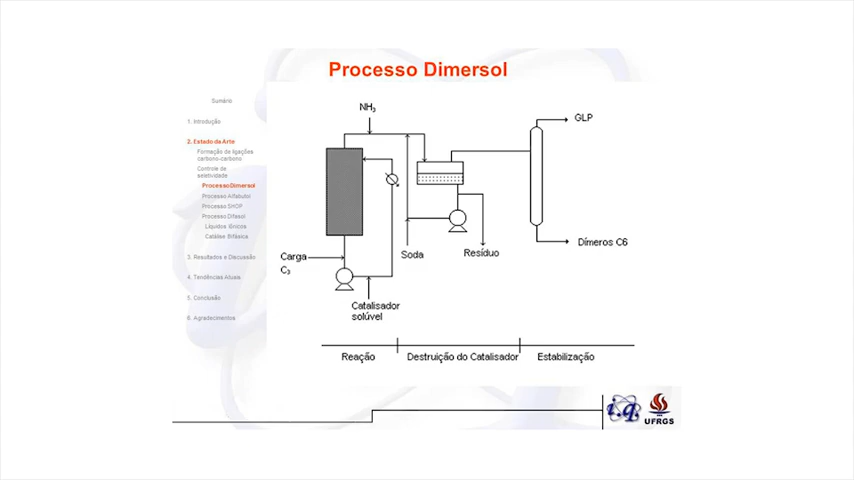 Processo Dimersol
Sumário
1. Introdução
2. Estado da Arte
Formação de ligações
carbono-carbono
Controle de
seletividade
Processo Dimersol
Processo Alfabutol
Processo SHOP
Processo Difasol
Líquidos Iônicos
Catálise Bifásica
3. Resultados e Discussão
4. Tendências Atuais
5. Conclusão
6. Agradecimentos
NH3
GLP
Carga
C3
Soda
Resíduo
Dímeros C6
Catalisador
solúvel
Reação
Destruição do Catalisador
Estabilização
i.q.
UFRGS